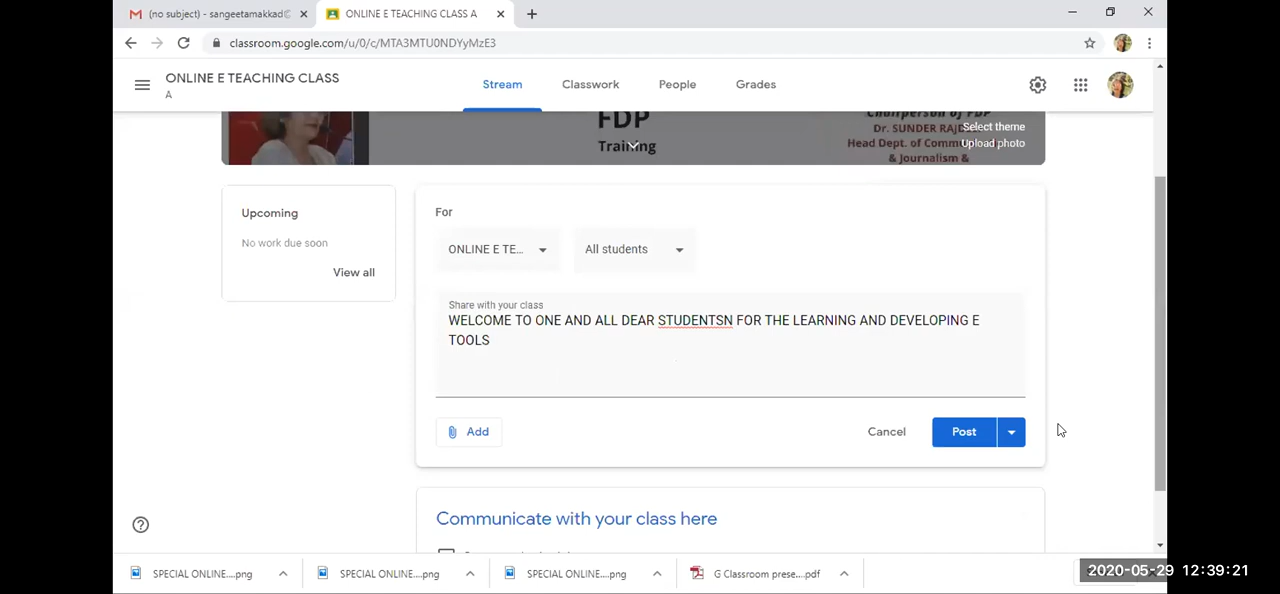 (no subject) - sangeetamakkad@
ONLINE E TEACHING CLASS A
classroom.google.com/u/0/c/MTA3MTU0NDYyMzE3
ONLINE E TEACHING CLASS
A
Stream
Classwork
People
Grades
FDP
Training
Chairperson of FDP
Dr. SUNDER RAJD
Head Dept. of Comm
& Journalism &
Select theme
Upload photo
Upcoming
No work due soon
View all
For
ONLINE E TE...
All students
Share with your class
WELCOME TO ONE AND ALL DEAR STUDENTSN FOR THE LEARNING AND DEVELOPING E
TOOLS
Add
Cancel
Post
Communicate with your class here
SPECIAL ONLINE....png
SPECIAL ONLINE....png
SPECIAL ONLINE....png
G Classroom prese....pdf
2020-05-29 12:39:21